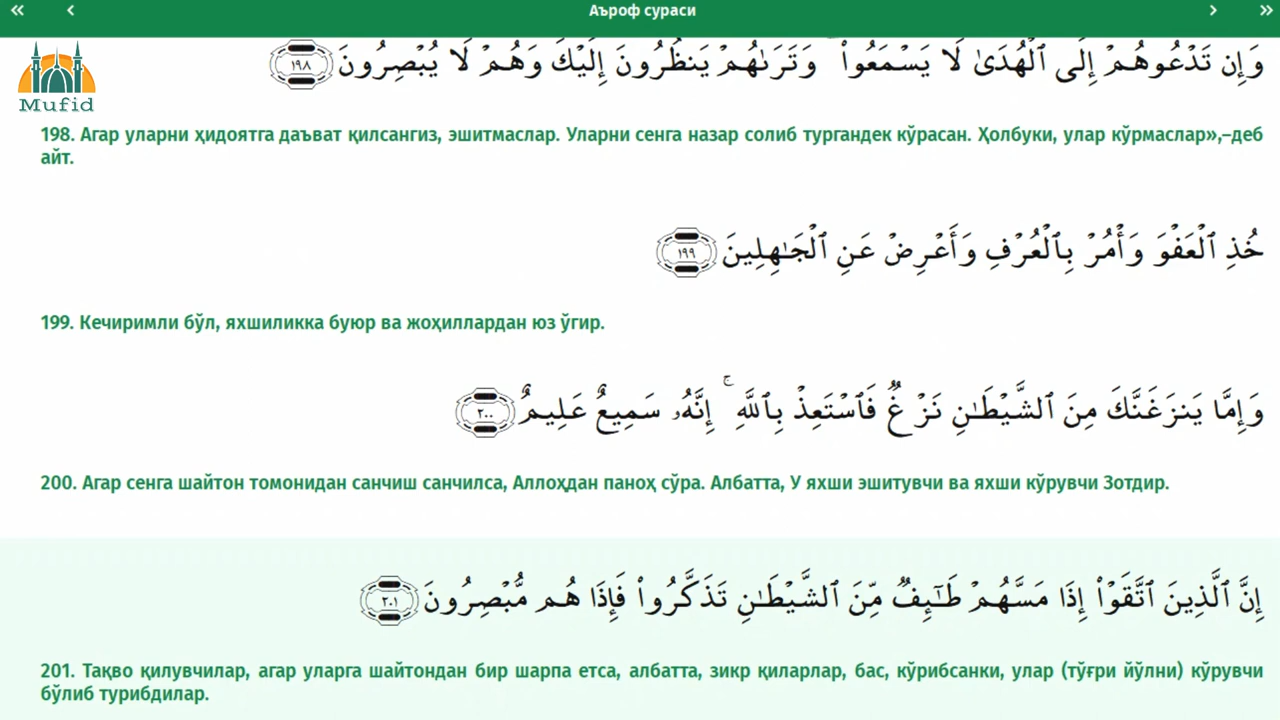 Аъроф сураси
Mufid
وَإِن تَدْعُوهُمْ إِلَى ٱلْهُدَىٰ لَا يَسْمَعُوا۟ ۖ وَتَرَىٰهُمْ يَنظُرُونَ إِلَيْكَ وَهُمْ لَا يُبْصِرُونَ ١٩٨
198. Агар уларни ҳидоятга даъват қилсангиз, эшитмаслар. Уларни сенга назар солиб тургандек кўрасан. Ҳолбуки, улар кўрмаслар»,–деб
айт.
خُذِ ٱلْعَفْوَ وَأْمُرْ بِٱلْعُرْفِ وَأَعْرِضْ عَنِ ٱلْجَـٰهِلِينَ ١٩٩
199. Кечиримли бўл, яхшиликка буюр ва жоҳиллардан юз ўгир.
وَإِمَّا يَنزَغَنَّكَ مِنَ ٱلشَّيْطَـٰنِ نَزْغٌ فَٱسْتَعِذْ بِٱللَّهِ ۚ إِنَّهُۥ سَمِيعٌ عَلِيمٌ ٢٠٠
200. Агар сенга шайтон томонидан санчиш санчилса, Аллоҳдан паноҳ сўра. Албатта, У яхши эшитувчи ва яхши кўрувчи Зотдир.
إِنَّ ٱلَّذِينَ ٱتَّقَوْا۟ إِذَا مَسَّهُمْ طَـٰٓئِفٌ مِّنَ ٱلشَّيْطَـٰنِ تَذَكَّرُوا۟ فَإِذَا هُم مُّبْصِرُونَ ٢٠١
201. Тақво қилувчилар, агар уларга шайтондан бир шарпа етса, албатта, зикр қиларлар, бас, кўрибсанки, улар (тўғри йўлни) кўрувчи
бўлиб турибдилар.